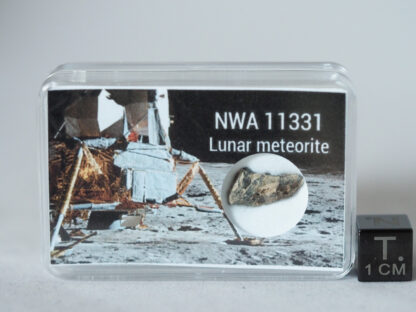 NWA 11331
Lunar meteorite
T.
1 CM